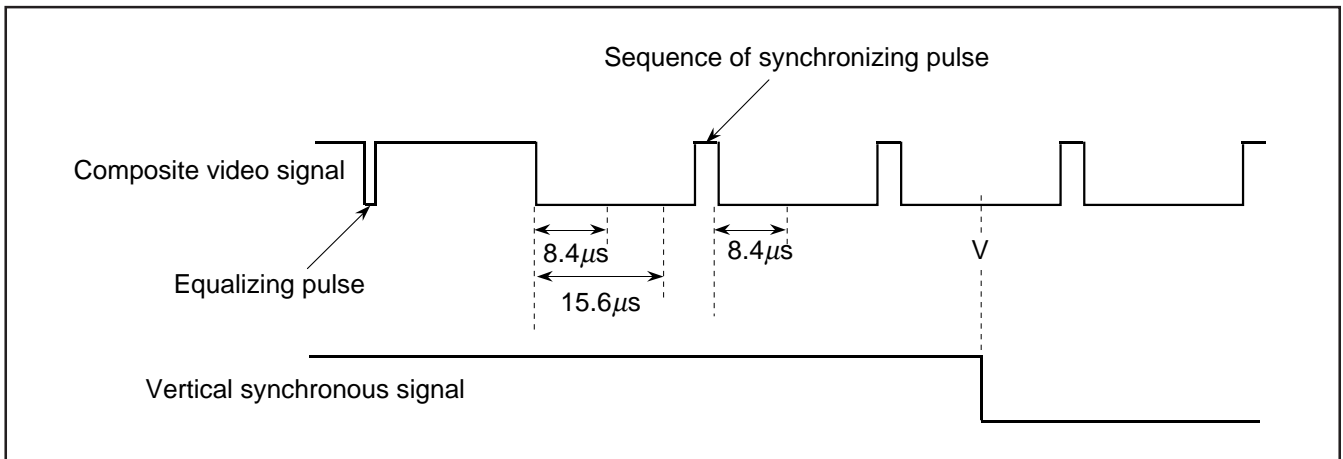 Sequence of synchronizing pulse
Composite video signal
8.4μs
8.4μs
V
Equalizing pulse
15.6μs
Vertical synchronous signal